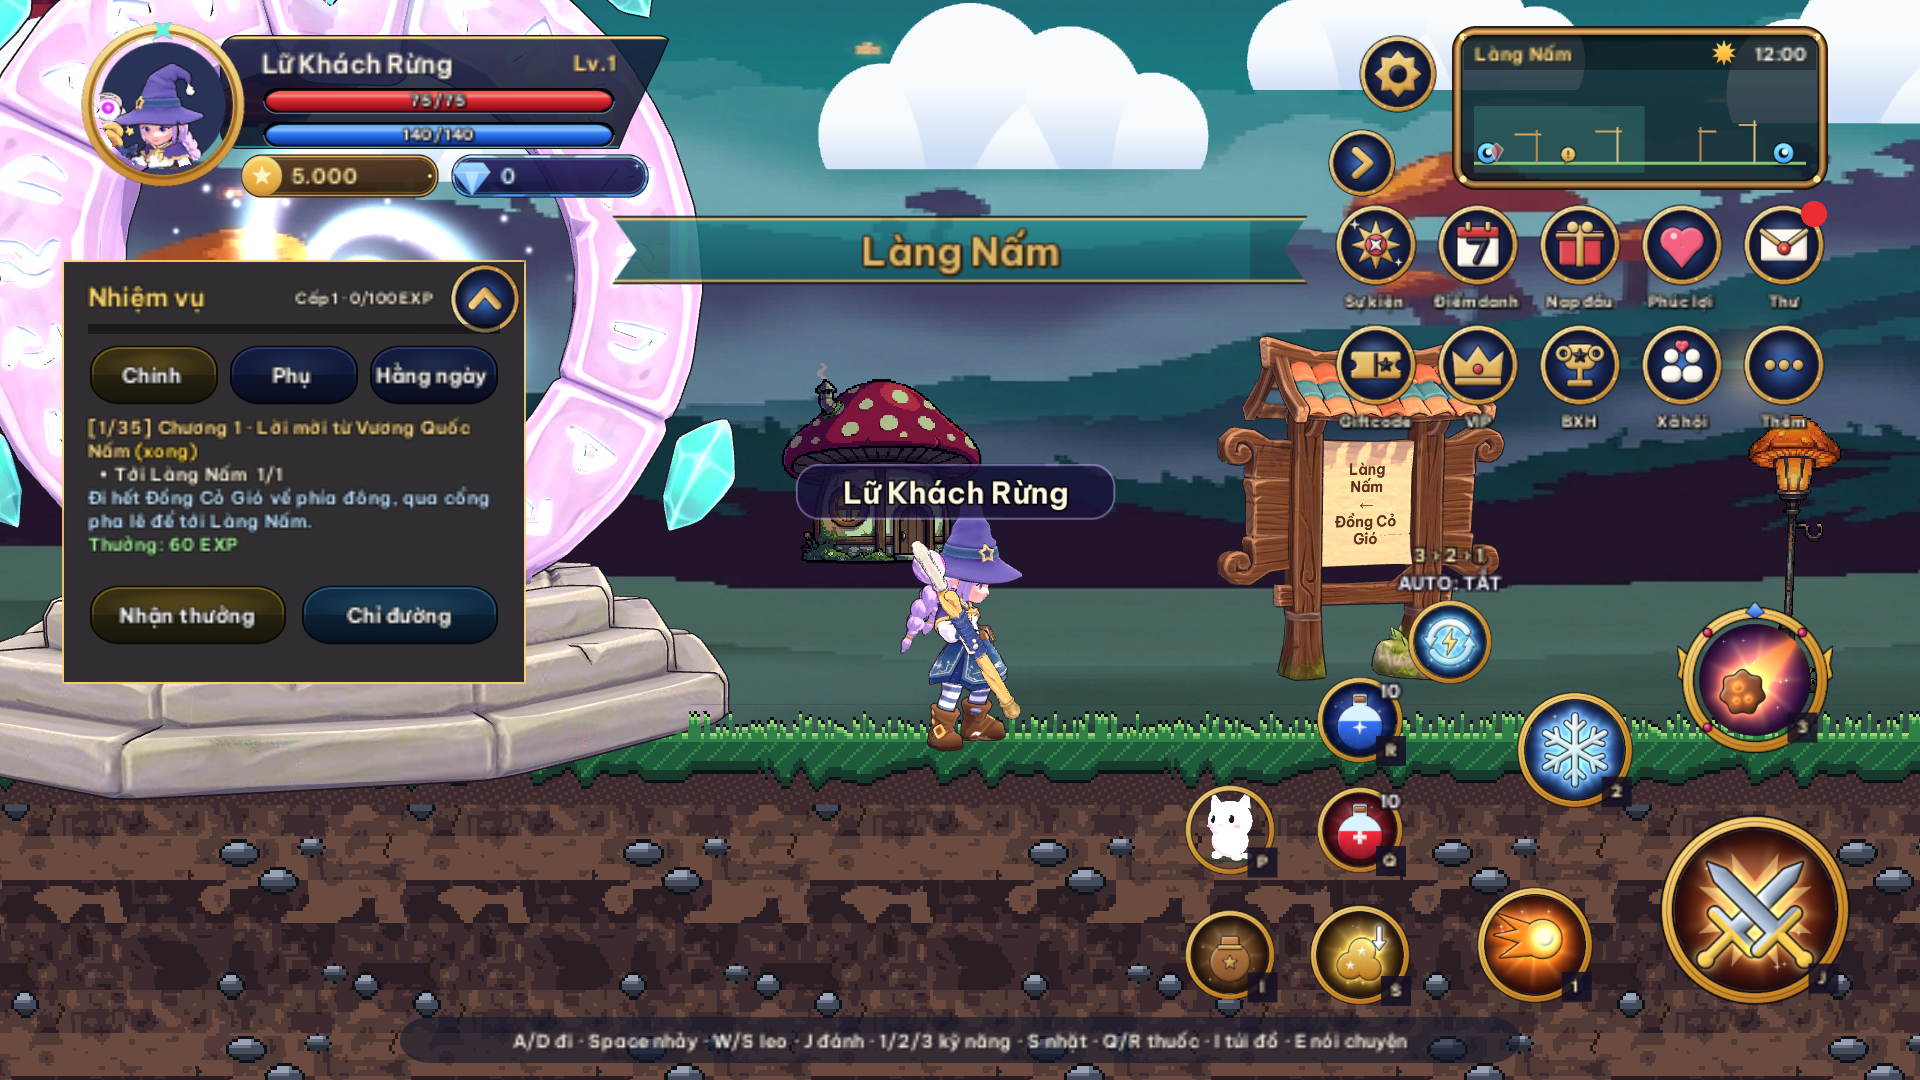 Lữ Khách Rừng
Lv.1
75/75
140/140
5.000
0
Làng Nấm
12:00
Làng Nấm
Sự kiện
Điểm danh
Nạp đầu
Phúc lợi
Thư
Giftcode
VIP
BXH
Xã hội
Thêm
Nhiệm vụ
Cấp 1 · 0/100 EXP
Chính
Phụ
Hằng ngày
[1/35] Chương 1 · Lời mời từ Vương Quốc
Nấm (xong)
• Tới Làng Nấm 1/1
Đi hết Đồng Cỏ Gió về phía đông, qua cổng
pha lê để tới Làng Nấm.
Thưởng: 60 EXP
Nhận thưởng
Chỉ đường
Lữ Khách Rừng
Làng
Nấm
←
Đồng Cỏ
Gió
3 › 2 › 1
AUTO: TẮT
10
R
3
2
10
P
Q
I
S
1
J
A/D đi · Space nhảy · W/S leo · J đánh · 1/2/3 kỹ năng · S nhặt · Q/R thuốc · I túi đồ · E nói chuyện